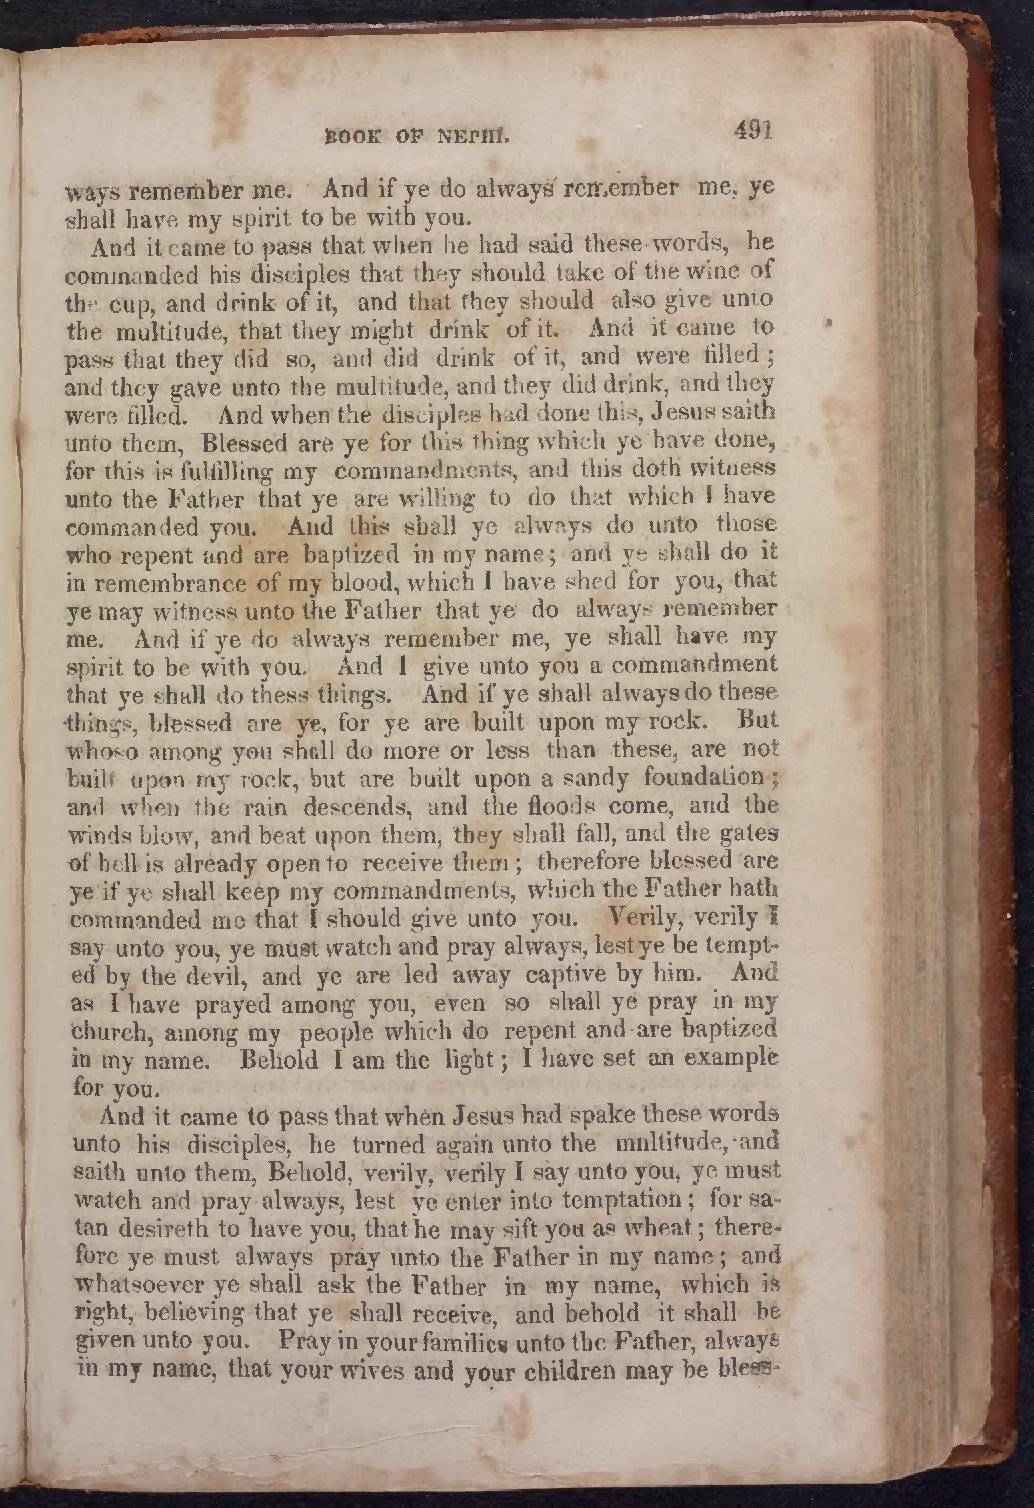 BOOK OF NEPHI. 491
ways remember me. And if ye do always remember me, ye
shall have my spirit to be with you.
And it came to pass that when he had said these words, he
commanded his disciples that they should take of the wine of
the cup, and drink of it, and that they should also give unto
the multitude, that they might drink of it. And it came to
pass that they did so, and did drink of it, and were filled;
and they gave unto the multitude, and they did drink, and they
were filled. And when the disciples had done this, Jesus saith
unto them, Blessed are ye for this thing which ye have done,
for this is fulfilling my commandments, and this doth witness
unto the Father that ye are willing to do that which I have
commanded you. And this shall ye always do unto those
who repent and are baptized in my name; and ye shall do it
in remembrance of my blood, which I have shed for you, that
ye may witness unto the Father that ye do always remember
me. And if ye do always remember me, ye shall have my
spirit to be with you. And I give unto you a commandment
that ye shall do thess things. And if ye shall always do these
things, blessed are ye, for ye are built upon my rock. But
whoso among you shall do more or less than these, are not
built upon my rock, but are built upon a sandy foundation;
and when the rain descends, and the floods come, and the
winds blow, and beat upon them, they shall fall, and the gates
of hell is already open to receive them; therefore blessed are
ye if ye shall keep my commandments, which the Father hath
commanded me that I should give unto you. Verily, verily I
say unto you, ye must watch and pray always, lest ye be tempt-
ed by the devil, and ye are led away captive by him. And
as I have prayed among you, even so shall ye pray in my
church, among my people which do repent and are baptized
in my name. Behold I am the light; I have set an example
for you.
And it came to pass that when Jesus had spake these words
unto his disciples, he turned again unto the multitude, and
saith unto them, Behold, verily, verily I say unto you, ye must
watch and pray always, lest ye enter into temptation; for sa-
tan desireth to have you, that he may sift you as wheat; there-
fore ye must always pray unto the Father in my name; and
whatsoever ye shall ask the Father in my name, which is
right, believing that ye shall receive, and behold it shall be
given unto you. Pray in your families unto the Father, always
in my name, that your wives and your children may be bless-